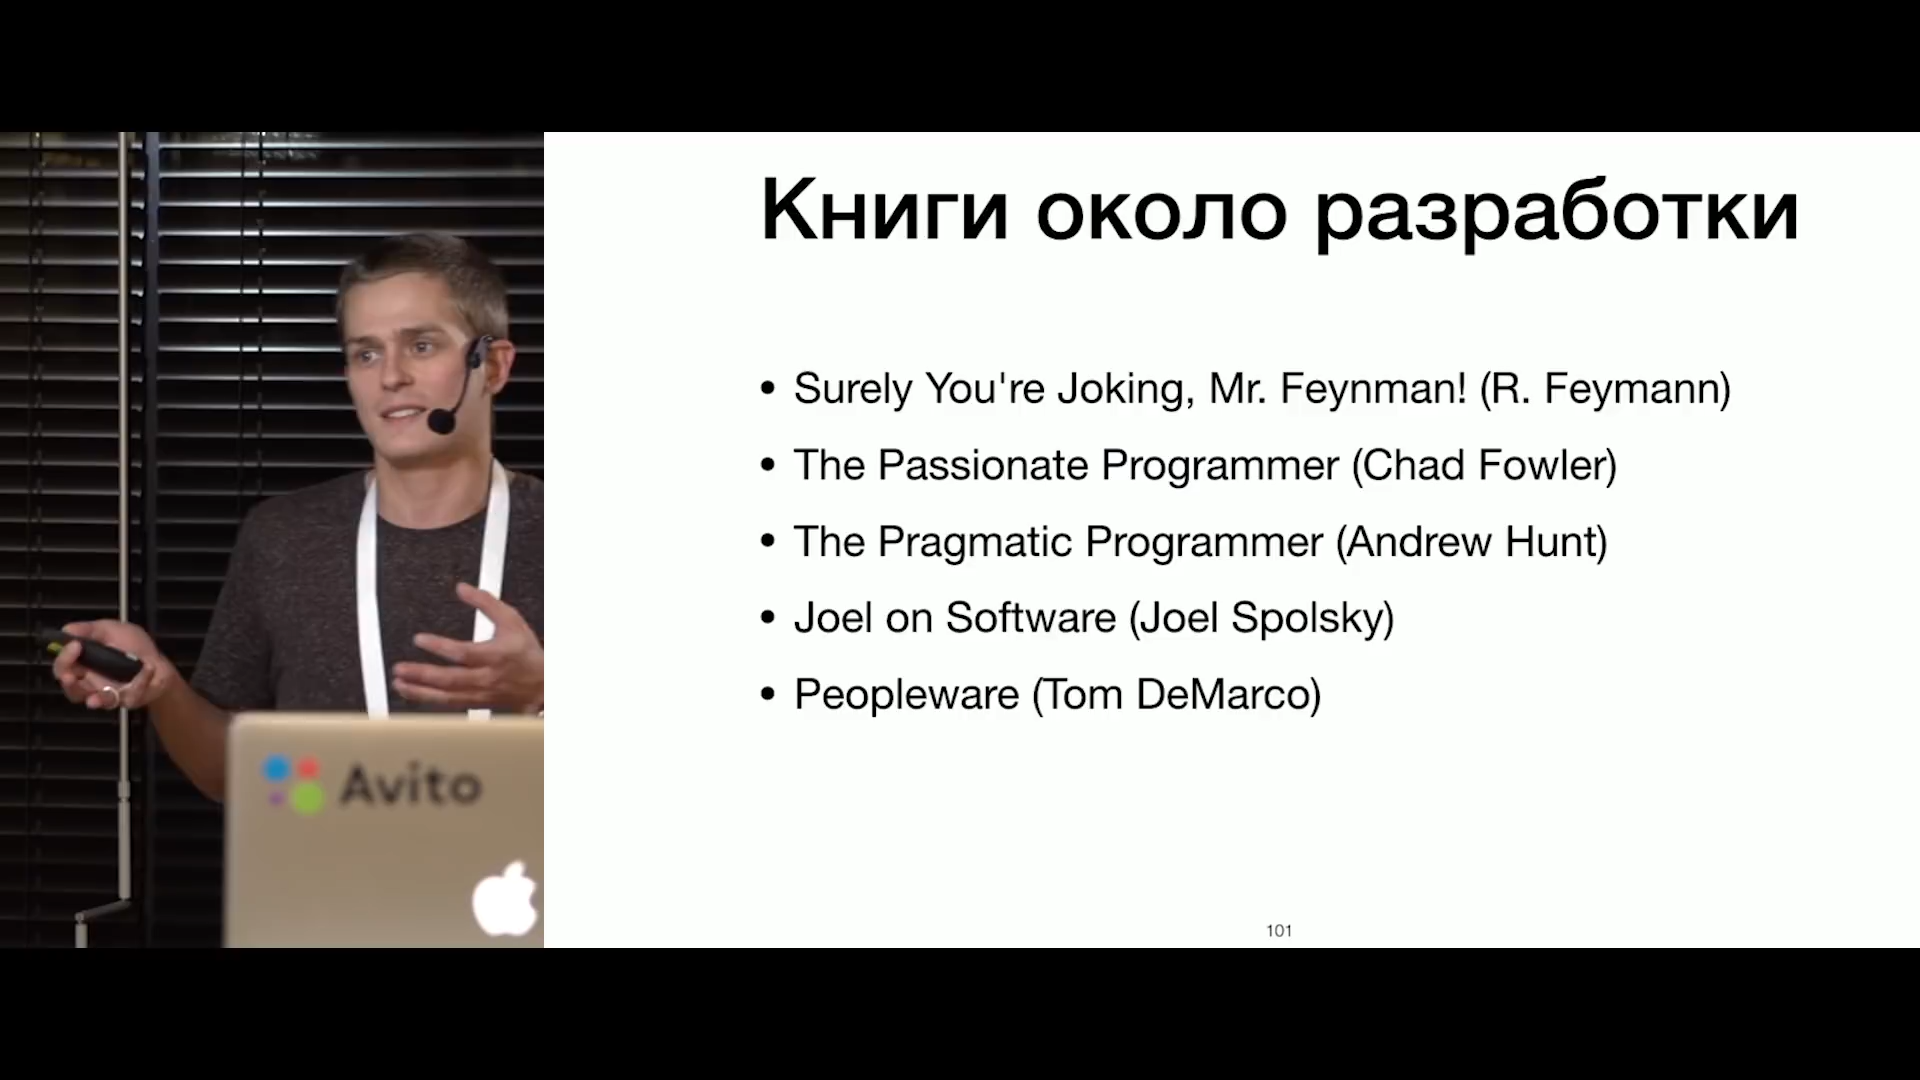 Книги около разработки
• Surely You're Joking, Mr. Feynman! (R. Feymann)
• The Passionate Programmer (Chad Fowler)
• The Pragmatic Programmer (Andrew Hunt)
• Joel on Software (Joel Spolsky)
• Peopleware (Tom DeMarco)
101
Avito